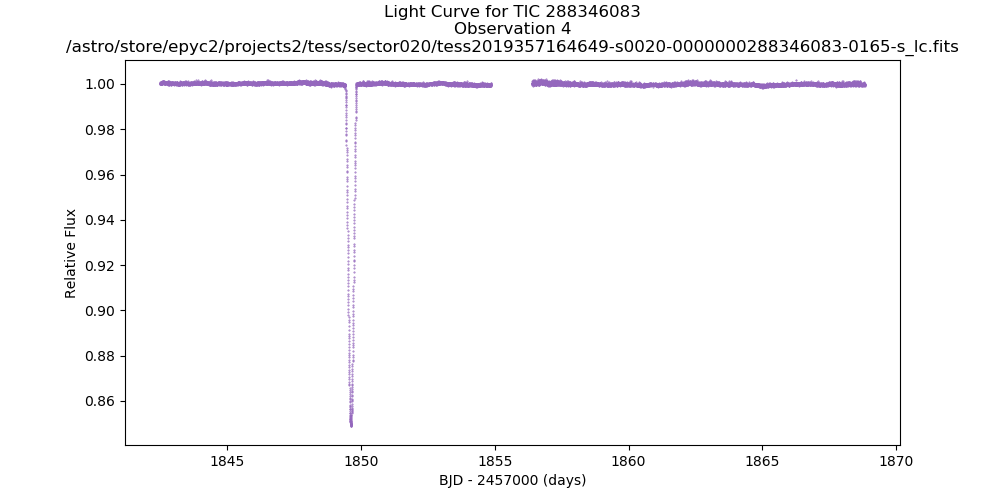 Light Curve for TIC 288346083
Observation 4
/astro/store/epyc2/projects2/tess/sector020/tess2019357164649-s0020-0000000288346083-0165-s_lc.fits
1.00
0.98
0.96
0.94
0.92
0.90
0.88
0.86
Relative Flux
1845
1850
1855
1860
1865
1870
BJD - 2457000 (days)